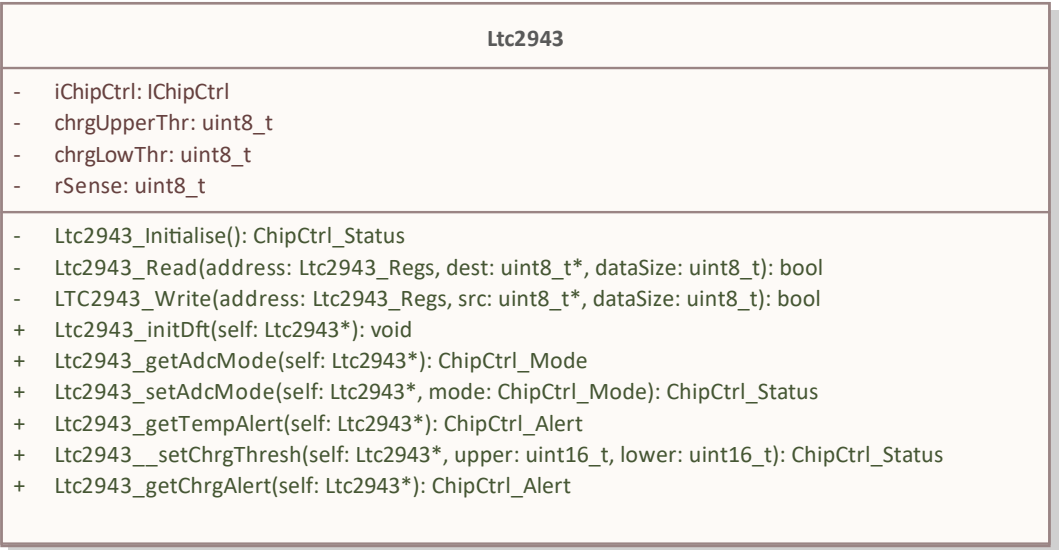 Ltc2943
- iChipCtrl: IChipCtrl
- chrgUpperThr: uint8_t
- chrgLowThr: uint8_t
- rSense: uint8_t
- Ltc2943_Initialise(): ChipCtrl_Status
- Ltc2943_Read(address: Ltc2943_Regs, dest: uint8_t*, dataSize: uint8_t): bool
- LTC2943_Write(address: Ltc2943_Regs, src: uint8_t*, dataSize: uint8_t): bool
+ Ltc2943_initDft(self: Ltc2943*): void
+ Ltc2943_getAdcMode(self: Ltc2943*): ChipCtrl_Mode
+ Ltc2943_setAdcMode(self: Ltc2943*, mode: ChipCtrl_Mode): ChipCtrl_Status
+ Ltc2943_getTempAlert(self: Ltc2943*): ChipCtrl_Alert
+ Ltc2943__setChrgThresh(self: Ltc2943*, upper: uint16_t, lower: uint16_t): ChipCtrl_Status
+ Ltc2943_getChrgAlert(self: Ltc2943*): ChipCtrl_Alert